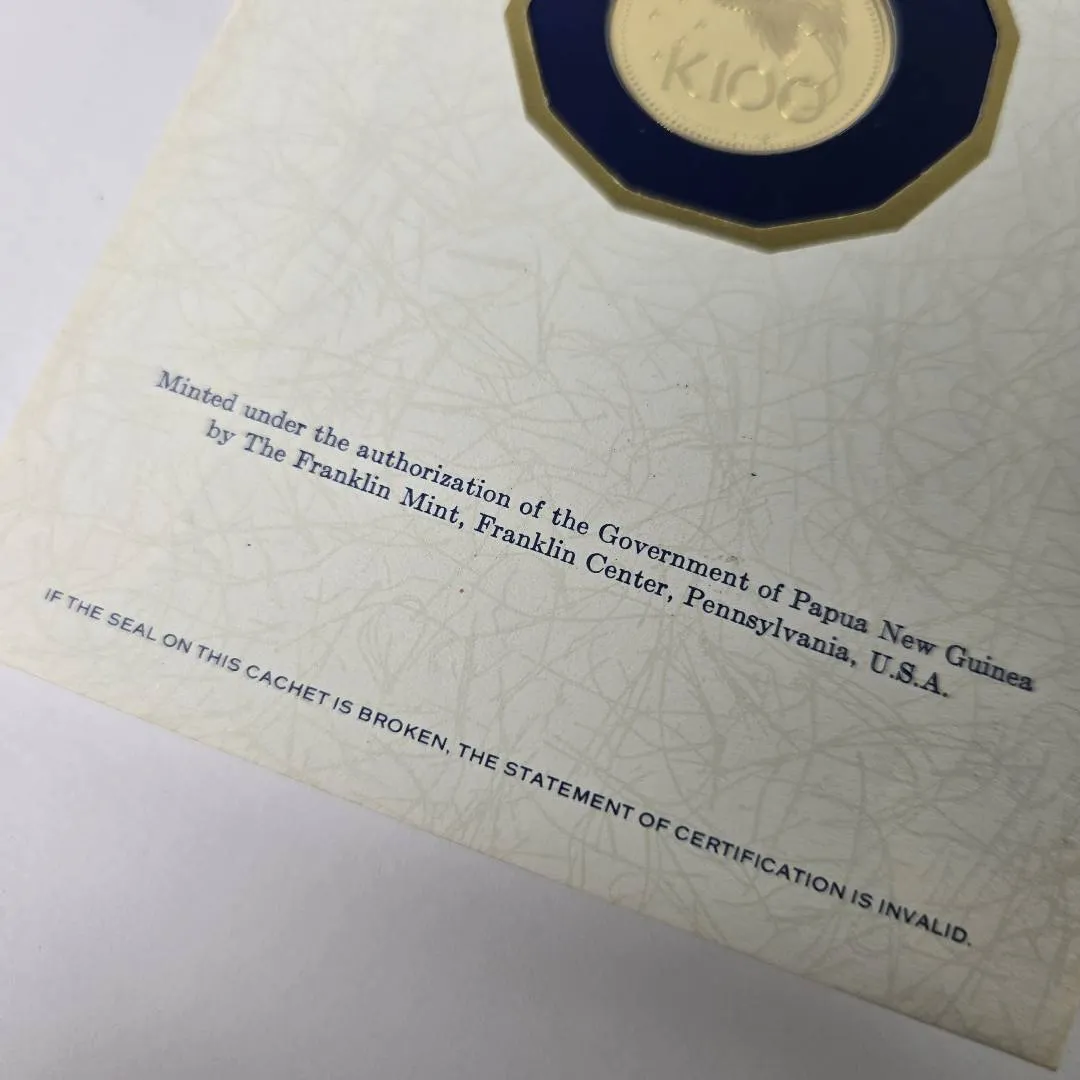 K100
Minted under the authorization of the Government of Papua New Guinea
by The Franklin Mint, Franklin Center, Pennsylvania, U.S.A.
IF THE SEAL ON THIS CACHET IS BROKEN, THE STATEMENT OF CERTIFICATION IS INVALID.